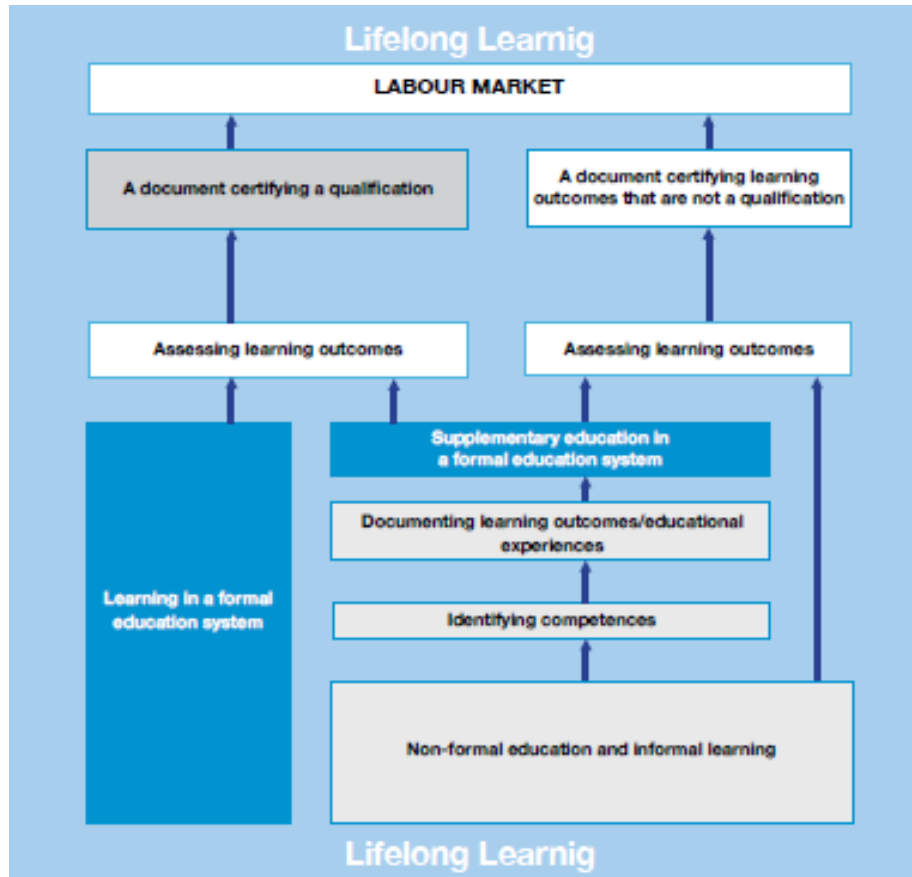 Lifelong Learnig
LABOUR MARKET
A document certifying a qualification
A document certifying learning
outcomes that are not a qualification
Assessing learning outcomes
Assessing learning outcomes
Supplementary education in
a formal education system
Documenting learning outcomes/educational
experiences
Learning in a formal
education system
Identifying competences
Non-formal education and informal learning
Lifelong Learnig